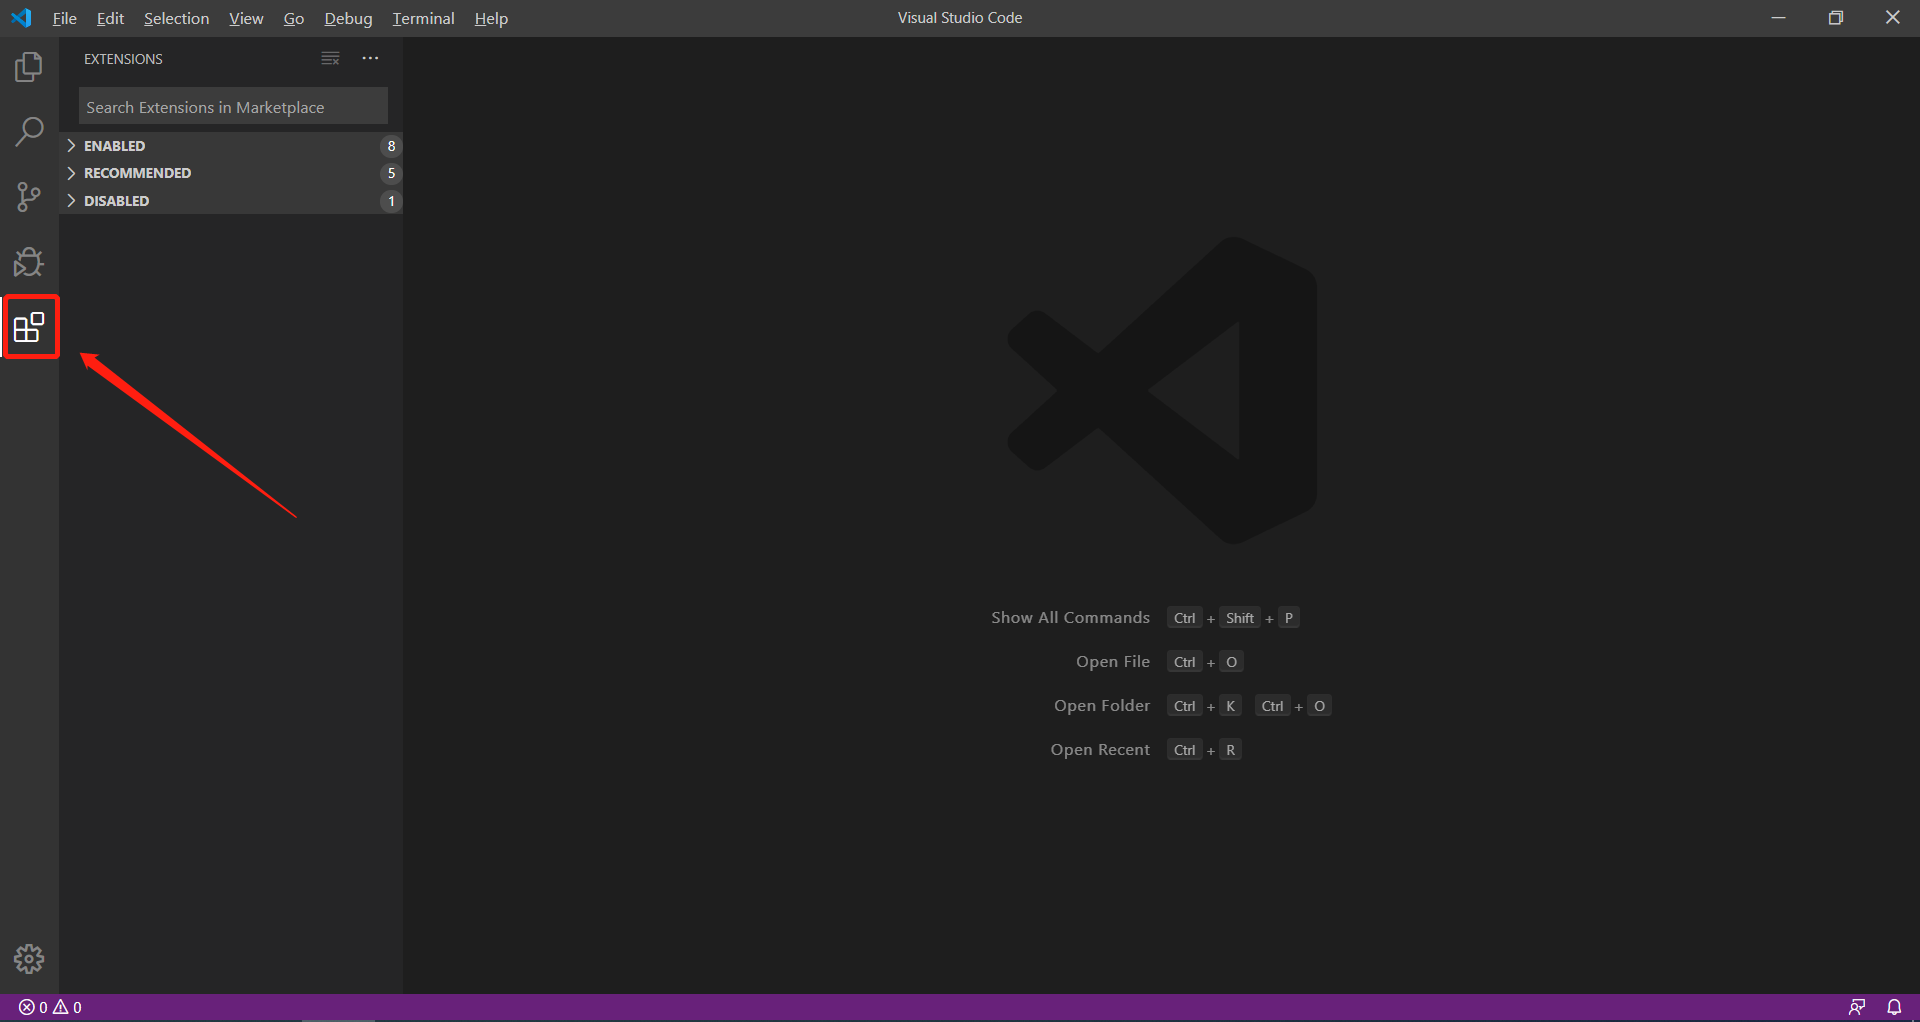 File Edit Selection View Go Debug Terminal Help
Visual Studio Code
EXTENSIONS
Search Extensions in Marketplace
ENABLED 8
RECOMMENDED 5
DISABLED 1
Show All Commands Ctrl + Shift + P
Open File Ctrl + O
Open Folder Ctrl + K Ctrl + O
Open Recent Ctrl + R
0 0